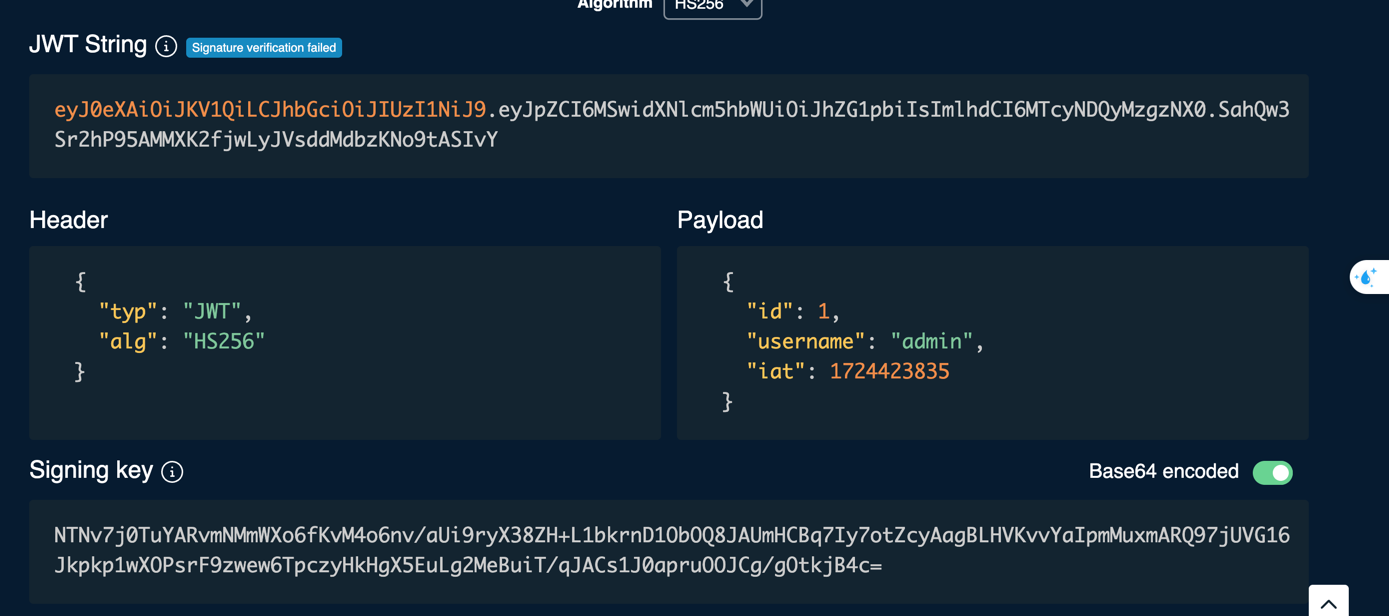 Algorithm HS256
JWT String Signature verification failed
eyJ0eXAiOiJKV1QiLCJhbGciOiJIUzI1NiJ9.eyJpZCI6MSwidXNlcm5hbWUiOiJhZG1pbiIsImlhdCI6MTcyNDQyMzgzNX0.SahQw3
Sr2hP95AMMXK2fjwLyJVsddMdbzKNo9tASIvY
Header
Payload
{
"typ": "JWT",
"alg": "HS256"
}
{
"id": 1,
"username": "admin",
"iat": 1724423835
}
Signing key
Base64 encoded
NTNv7j0TuYARvmNMmWXo6fKvM4o6nv/aUi9ryX38ZH+L1bkrnD1ObOQ8JAUmHCBq7Iy7otZcyAagBLHVKvvYaIpmMuxmARQ97jUVG16
Jkpkp1wXOPsrF9zwew6TpczyHkHgX5EuLg2MeBuiT/qJACs1J0apruOOJCg/gOtkjB4c=